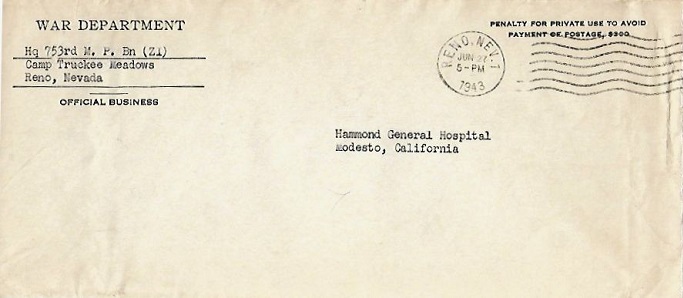 WAR DEPARTMENT
Hq 753rd M. P. Bn (ZI)
Camp Truckee Meadows
Reno, Nevada
OFFICIAL BUSINESS
PENALTY FOR PRIVATE USE TO AVOID
PAYMENT OF POSTAGE, $300
RENO, NEV. 1
JUN 27
5-PM
1943
Hammond General Hospital
Modesto, California